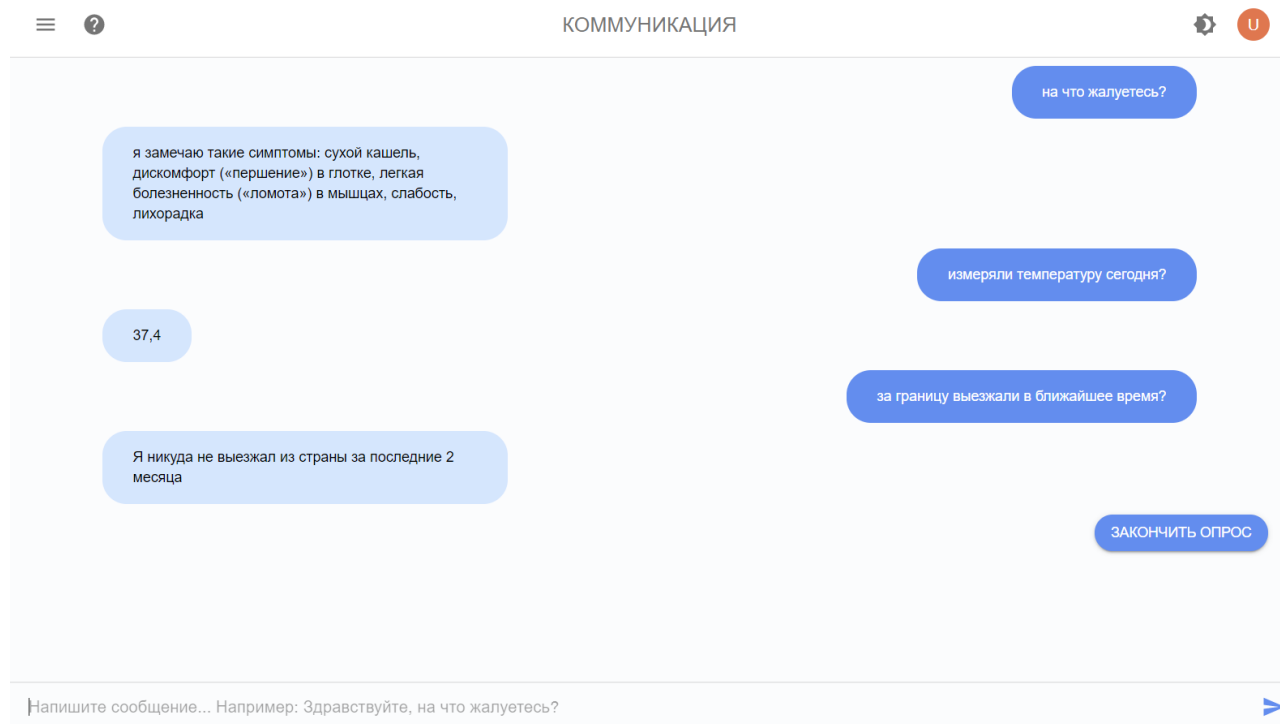 КОММУНИКАЦИЯ
U
на что жалуетесь?
я замечаю такие симптомы: сухой кашель,
дискомфорт («першение») в глотке, легкая
болезненность («ломота») в мышцах, слабость,
лихорадка
измеряли температуру сегодня?
37,4
за границу выезжали в ближайшее время?
Я никуда не выезжал из страны за последние 2
месяца
ЗАКОНЧИТЬ ОПРОС
Напишите сообщение... Например: Здравствуйте, на что жалуетесь?